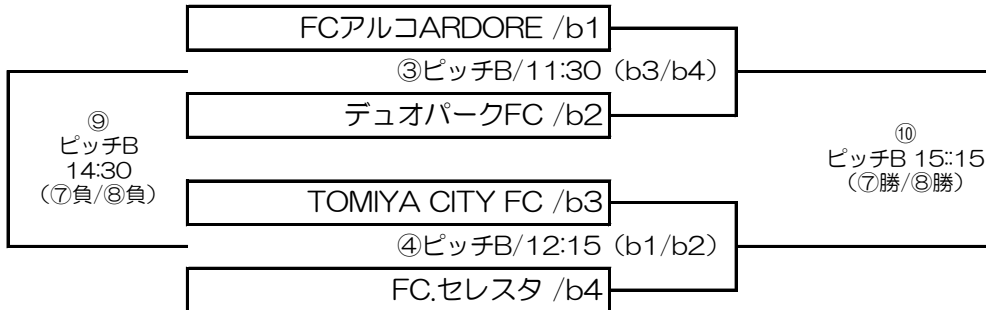 FCアルコARDORE /b1
③ピッチB/11:30（b3/b4）
デュオパークFC /b2
⑨
ピッチB
14:30
（⑦負/⑧負）
⑩
ピッチB 15::15
（⑦勝/⑧勝）
TOMIYA CITY FC /b3
④ピッチB/12:15（b1/b2）
FC.セレスタ /b4